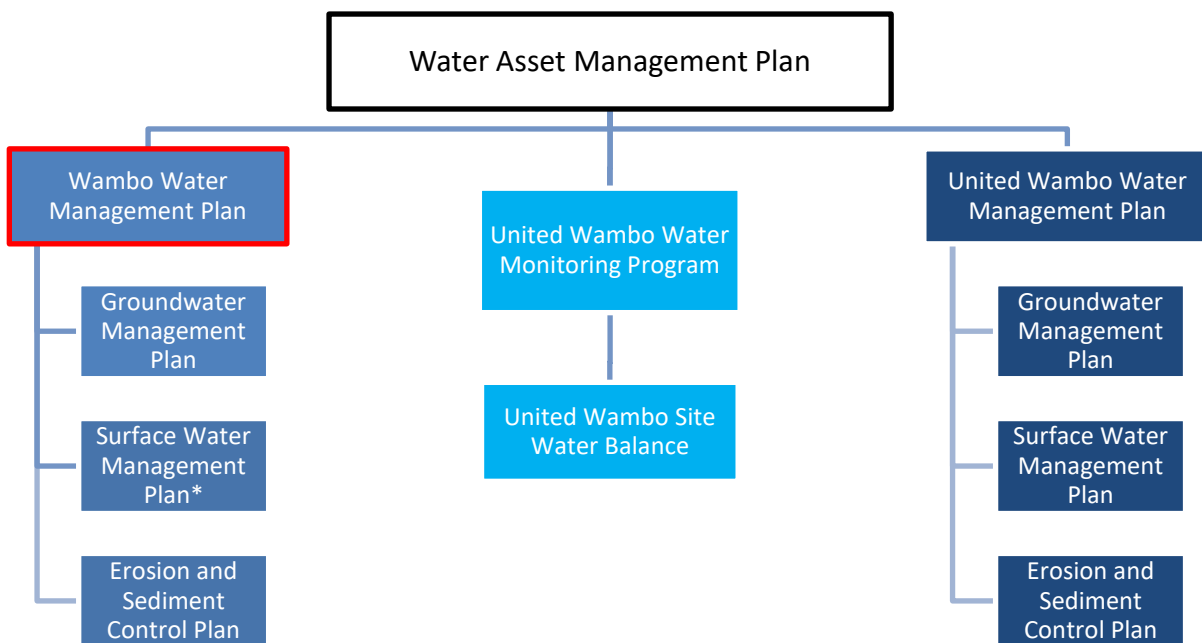 Water Asset Management Plan
Wambo Water
Management Plan
Groundwater
Management
Plan
Surface Water
Management
Plan*
Erosion and
Sediment
Control Plan
United Wambo Water
Monitoring Program
United Wambo Site
Water Balance
United Wambo Water
Management Plan
Groundwater
Management
Plan
Surface Water
Management
Plan
Erosion and
Sediment
Control Plan